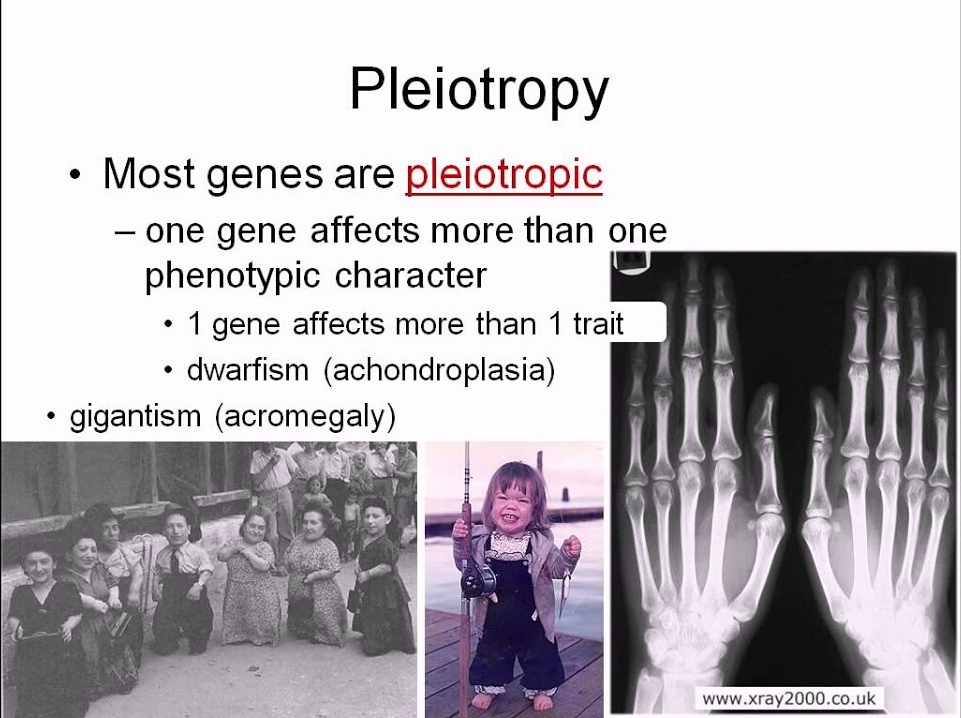 Pleiotropy
• Most genes are pleiotropic
– one gene affects more than one
phenotypic character
• 1 gene affects more than 1 trait
• dwarfism (achondroplasia)
• gigantism (acromegaly)
www.xray2000.co.uk